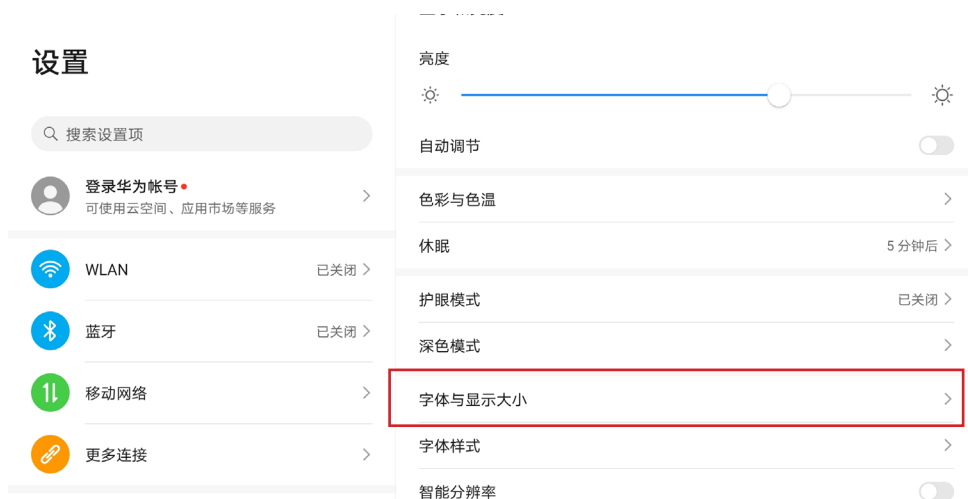 设置
搜索设置项
登录华为帐号
可使用云空间、应用市场等服务
WLAN
已关闭
蓝牙
已关闭
移动网络
更多连接
亮度
自动调节
色彩与色温
休眠
5 分钟后
护眼模式
已关闭
深色模式
字体与显示大小
字体样式
智能分辨率